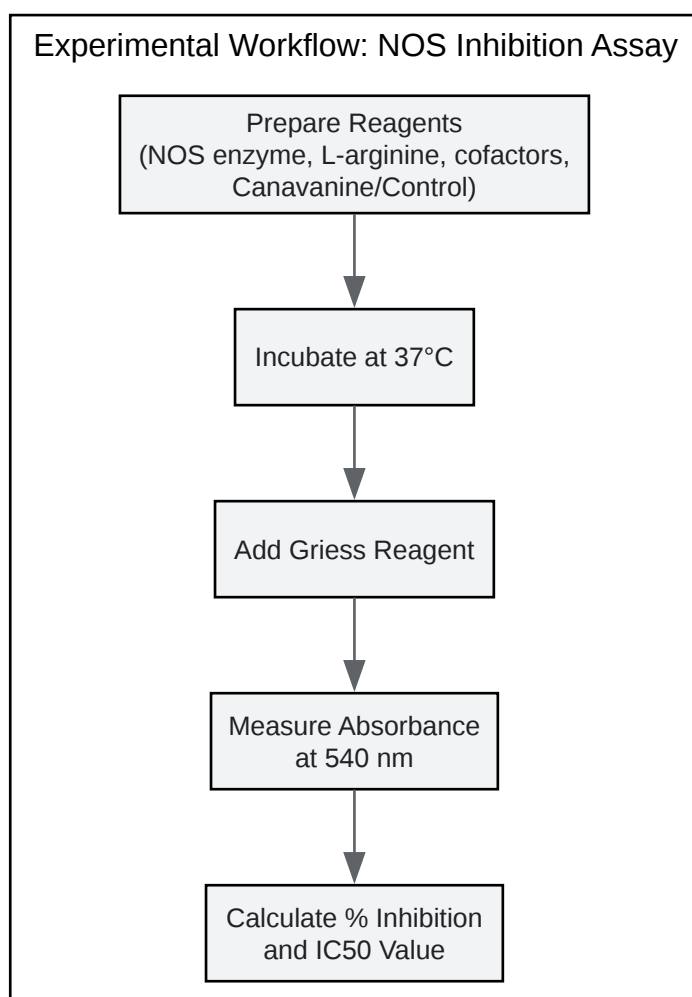 Experimental Workflow: NOS Inhibition Assay
Prepare Reagents
(NOS enzyme, L-arginine, cofactors,
Canavanine/Control)
Incubate at 37°C
Add Griess Reagent
Measure Absorbance
at 540 nm
Calculate % Inhibition
and IC50 Value